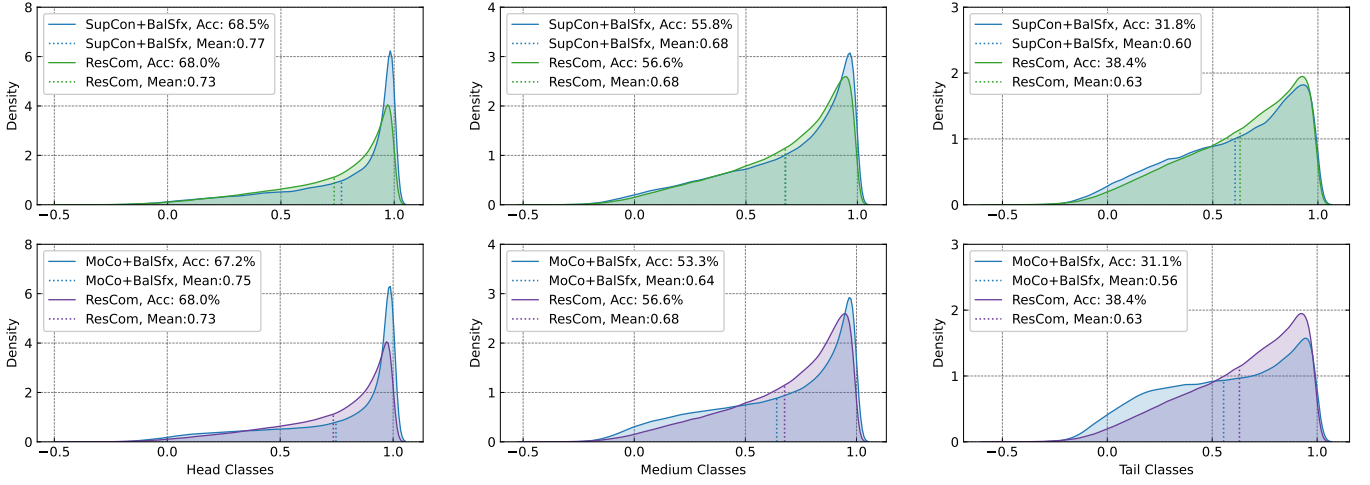 SupCon+BalSfx, Acc: 68.5%
SupCon+BalSfx, Mean:0.77
ResCom, Acc: 68.0%
ResCom, Mean:0.73
Density
0
2
4
6
8
−0.5
0.0
0.5
1.0
SupCon+BalSfx, Acc: 55.8%
SupCon+BalSfx, Mean:0.68
ResCom, Acc: 56.6%
ResCom, Mean:0.68
Density
0
1
2
3
4
−0.5
0.0
0.5
1.0
SupCon+BalSfx, Acc: 31.8%
SupCon+BalSfx, Mean:0.60
ResCom, Acc: 38.4%
ResCom, Mean:0.63
Density
0
1
2
3
−0.5
0.0
0.5
1.0
MoCo+BalSfx, Acc: 67.2%
MoCo+BalSfx, Mean:0.75
ResCom, Acc: 68.0%
ResCom, Mean:0.73
Density
0
2
4
6
8
−0.5
0.0
0.5
1.0
Head Classes
MoCo+BalSfx, Acc: 53.3%
MoCo+BalSfx, Mean:0.64
ResCom, Acc: 56.6%
ResCom, Mean:0.68
Density
0
1
2
3
4
−0.5
0.0
0.5
1.0
Medium Classes
MoCo+BalSfx, Acc: 31.1%
MoCo+BalSfx, Mean:0.56
ResCom, Acc: 38.4%
ResCom, Mean:0.63
Density
0
1
2
3
−0.5
0.0
0.5
1.0
Tail Classes